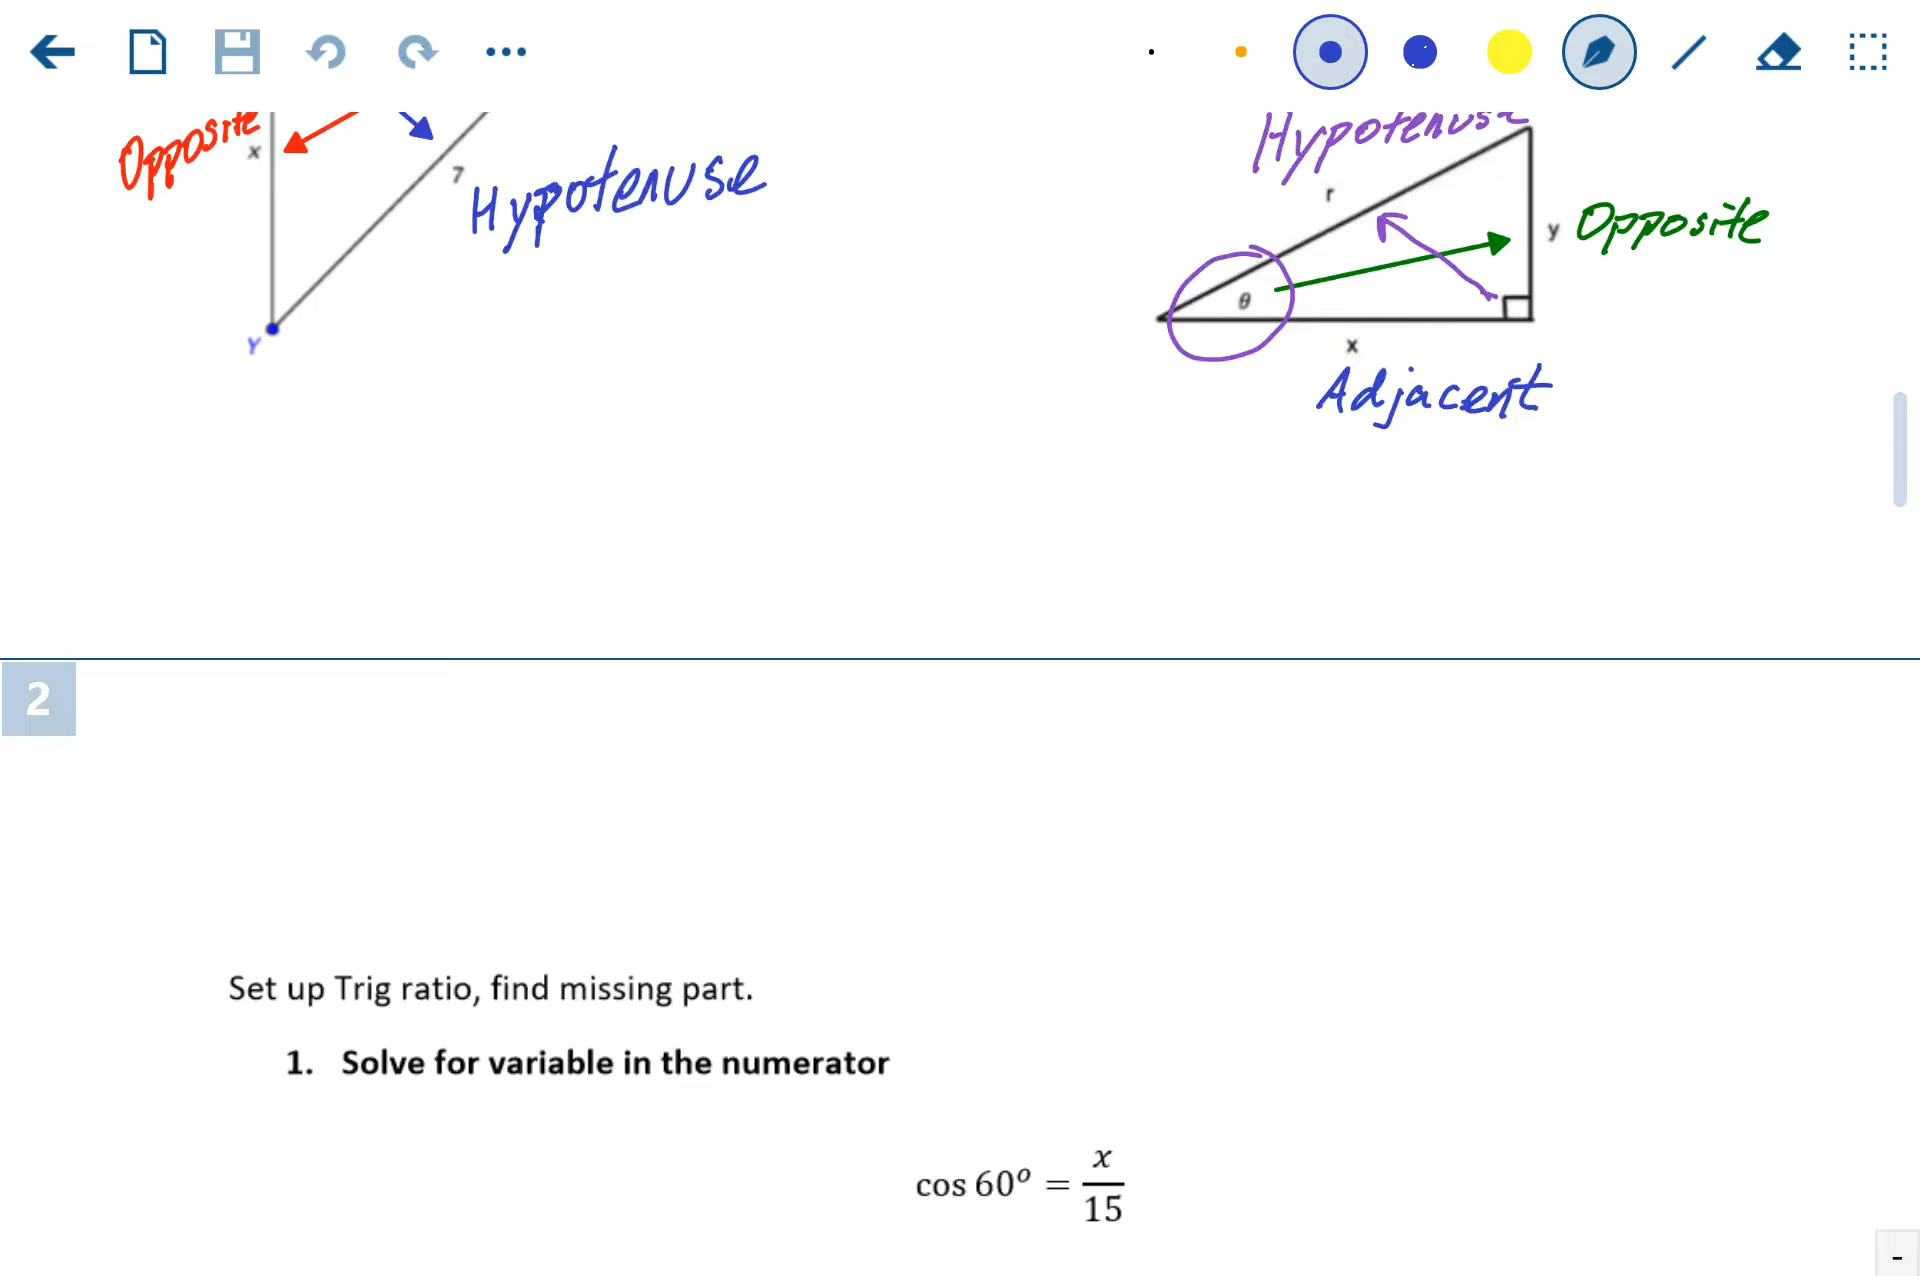 Opposite
x
7
Hypotenuse
Y
Hypotenuse
r
y Opposite
θ
x
Adjacent
2
Set up Trig ratio, find missing part.
1. Solve for variable in the numerator
cos 60° = x/15